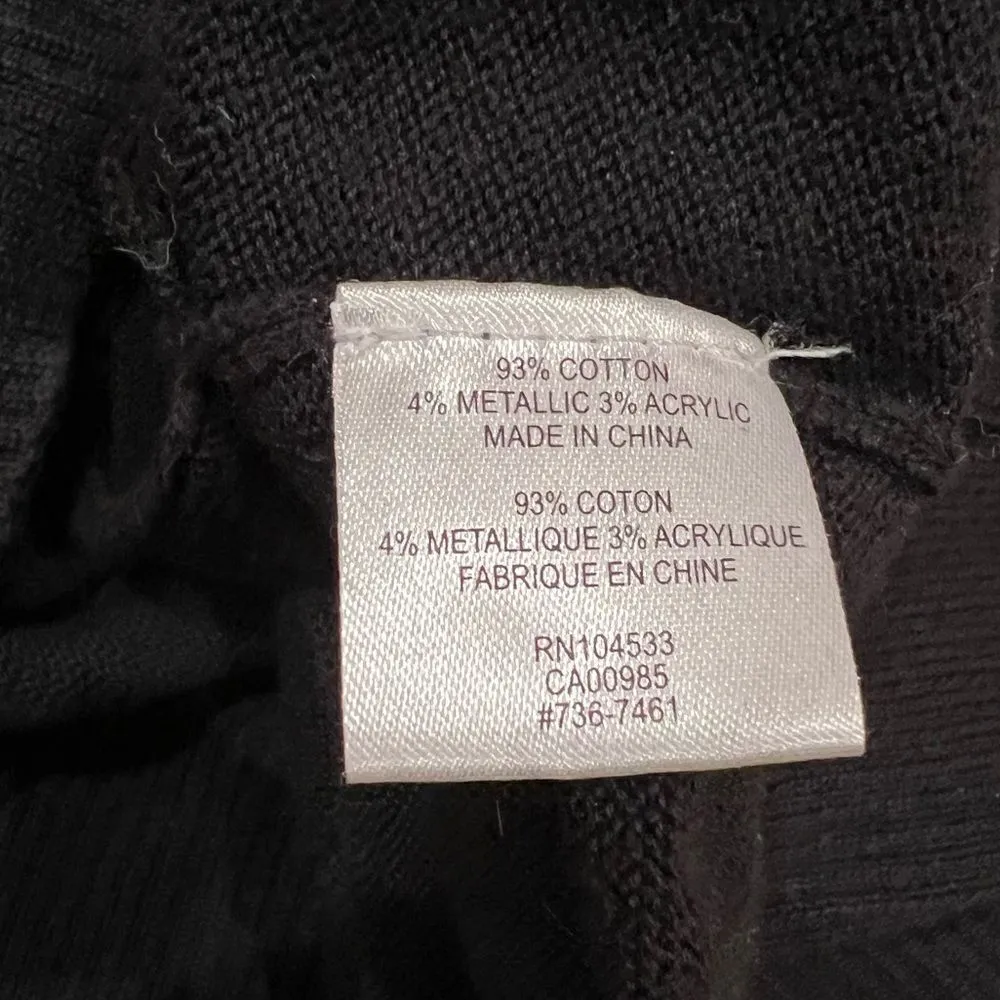 93% COTTON
4% METALLIC 3% ACRYLIC
MADE IN CHINA
93% COTON
4% METALLIQUE 3% ACRYLIQUE
FABRIQUE EN CHINE
RN104533
CA00985
#736-7461